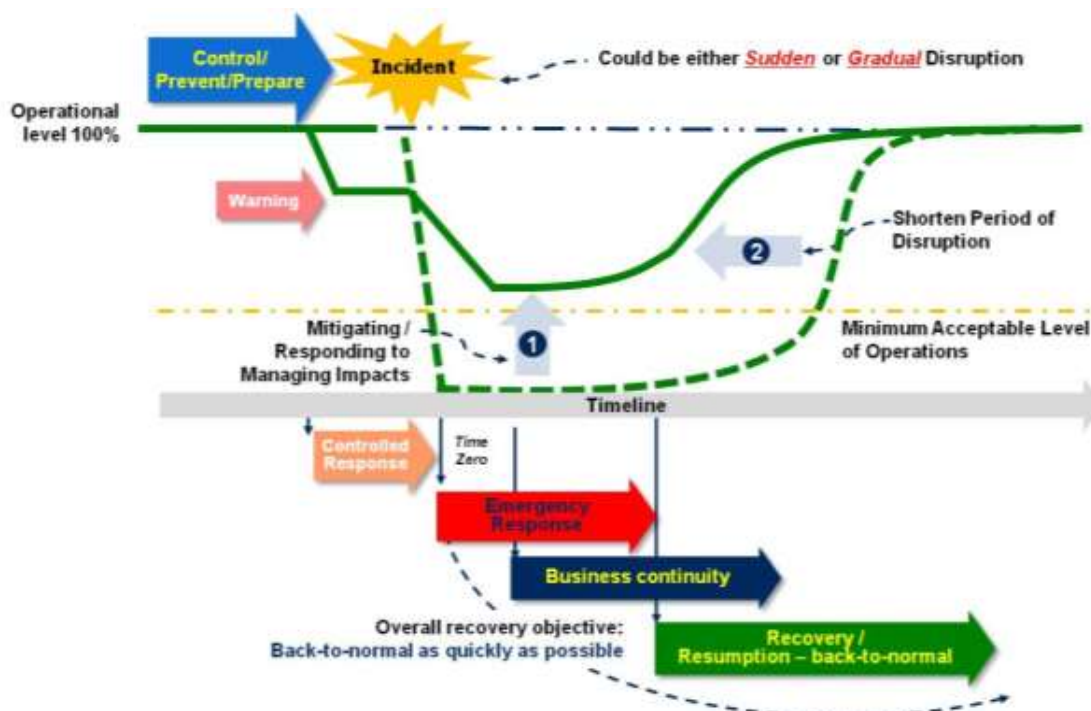 Control/
Prevent/Prepare
Incident
Could be either Sudden or Gradual Disruption
Operational
level 100%
Warning
Shorten Period of
Disruption
2
Mitigating /
Responding to
Managing Impacts
1
Minimum Acceptable Level
of Operations
Timeline
Controlled
Response
Time
Zero
Emergency
Response
Business continuity
Overall recovery objective:
Back-to-normal as quickly as possible
Recovery /
Resumption – back-to-normal